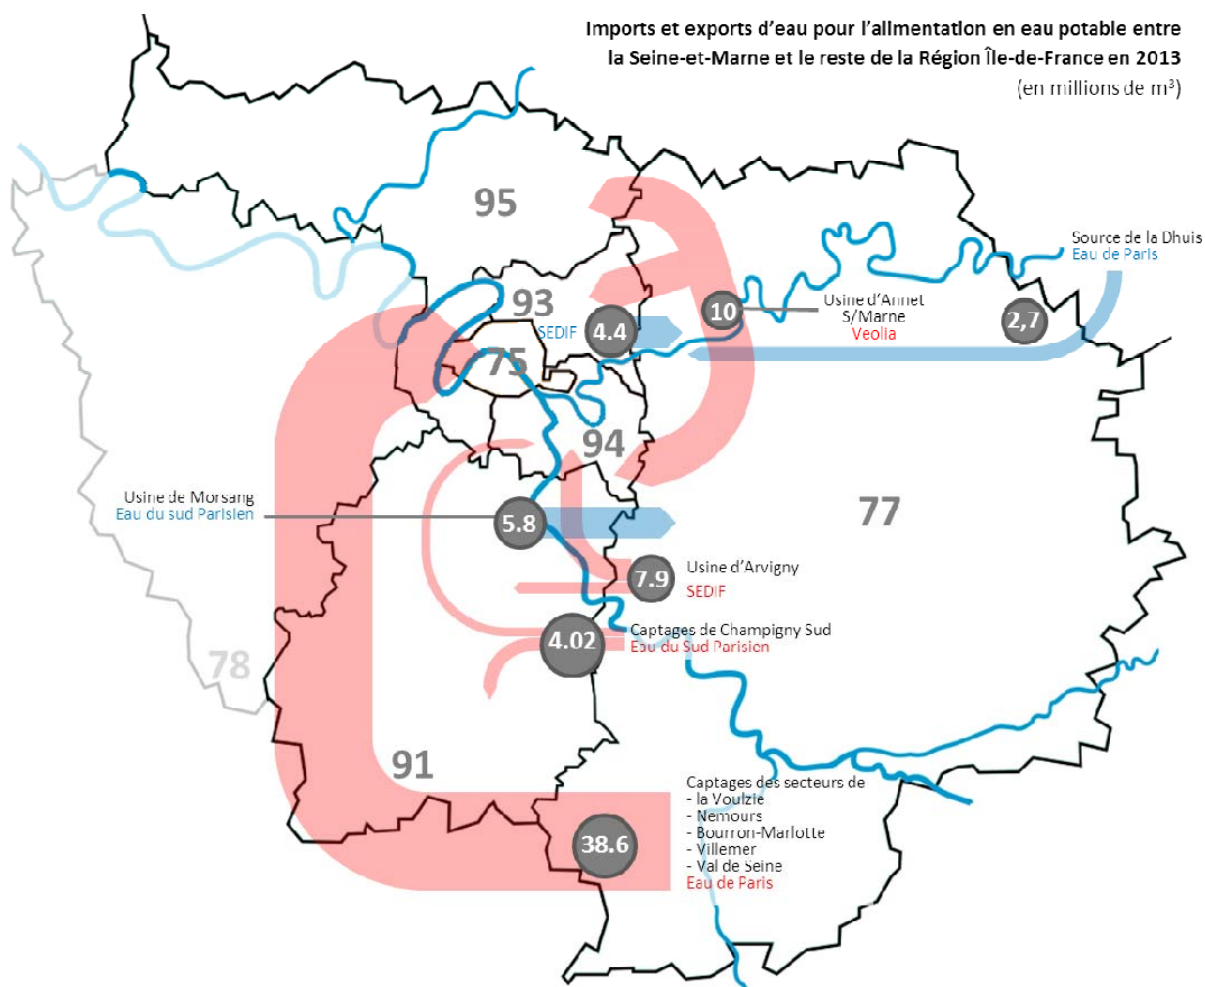 Imports et exports d'eau pour l'alimentation en eau potable entre
la Seine-et-Marne et le reste de la Région Île-de-France en 2013
(en millions de m³)
95
Source de la Dhuis
Eau de Paris
93
10
Usine d'Annet
S/Marne
Veolia
2,7
SEDIF
4.4
75
94
Usine de Morsang
Eau du sud Parisien
5.8
77
7.9
Usine d'Arvigny
SEDIF
4.02
Captages de Champigny Sud
Eau du Sud Parisien
78
91
Captages des secteurs de
- la Voulzie
- Nemours
- Bourron-Marlotte
- Villemer
- Val de Seine
Eau de Paris
38.6